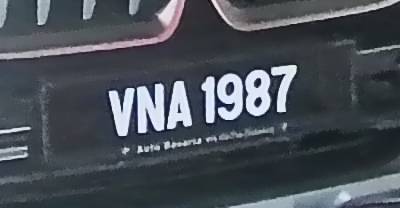 VNA 1987
Auto Bavaria